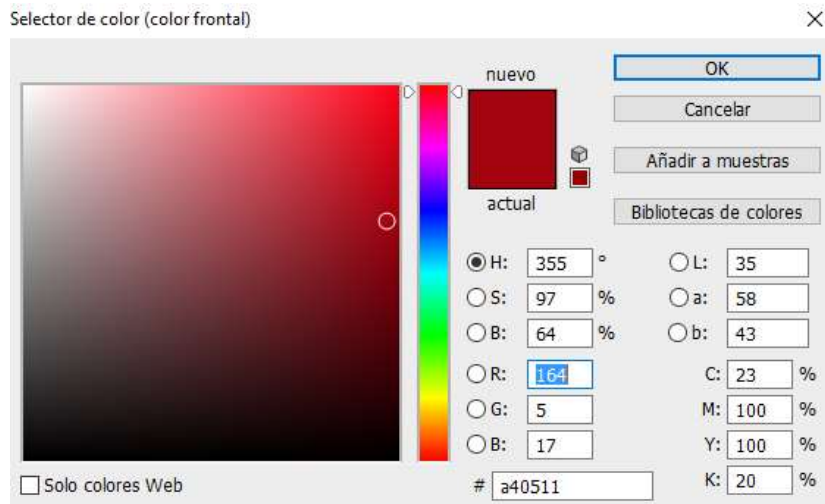 Selector de color (color frontal)
nuevo
actual
OK
Cancelar
Añadir a muestras
Bibliotecas de colores
H: 355 °
S: 97 %
B: 64 %
R: 164
G: 5
B: 17
# a40511
L: 35
a: 58
b: 43
C: 23 %
M: 100 %
Y: 100 %
K: 20 %
Solo colores Web